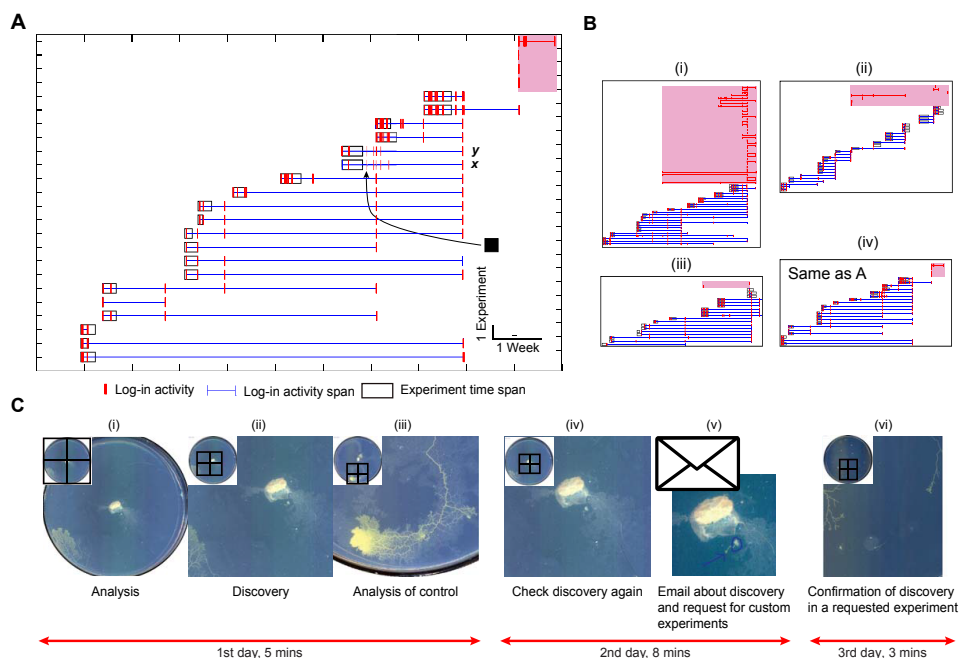 A
y
x
1 Experiment
1 Week
Log-in activity
Log-in activity span
Experiment time span
B
(i)
(ii)
(iii)
(iv)
Same as A
C
(i)
(ii)
(iii)
(iv)
(v)
(vi)
Analysis
Discovery
Analysis of control
Check discovery again
Email about discovery
and request for custom
experiments
Confirmation of discovery
in a requested experiment
1st day, 5 mins
2nd day, 8 mins
3rd day, 3 mins